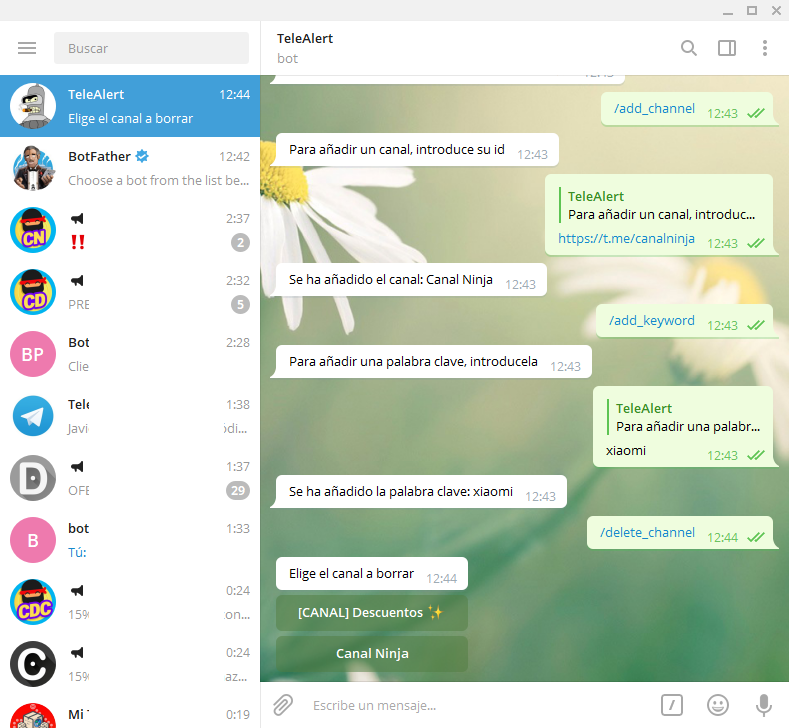 Buscar
TeleAlert
bot
TeleAlert 12:44
Elige el canal a borrar
BotFather 12:42
Choose a bot from the list be...
CN
2:37
‼ 2
CD
2:32
PRE 5
BP
Bot 2:28
Clie
Tele 1:38
Javi ódi...
D
1:37
OFE 29
B
bot 1:33
Tú:
CDC
0:24
15% on...
C
0:24
15% az...
Mi 0:19
12:43
/add_channel 12:43
Para añadir un canal, introduce su id 12:43
TeleAlert
Para añadir un canal, introduc...
https://t.me/canalninja 12:43
Se ha añadido el canal: Canal Ninja 12:43
/add_keyword 12:43
Para añadir una palabra clave, introducela 12:43
TeleAlert
Para añadir una palabr...
xiaomi 12:43
Se ha añadido la palabra clave: xiaomi 12:43
/delete_channel 12:44
Elige el canal a borrar 12:44
[CANAL] Descuentos ✨
Canal Ninja
Escribe un mensaje...